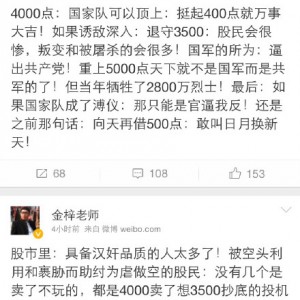 4000点：国家队可以顶上：挺起400点就万事
大吉！如果诱敌深入：退守3500：股民会很
惨，叛变和被屠杀的会很多！国军的所为：逼
出共产党！重上5000点天下就不是国军而是共
军的了！但当年牺牲了2800万烈士！最后：如
果国家队成了溥仪：那只能是官逼我反！还是
之前那句话：向天再借500点：敢叫日月换新
天！
68
108
153
金梓老师
4小时前 来自 微博 weibo.com
股市里：具备汉奸品质的人太多了！被空头利
用和裹胁而助纣为虐做空的股民：没有几个是
卖了不玩的，都是4000卖了想3500抄底的投机